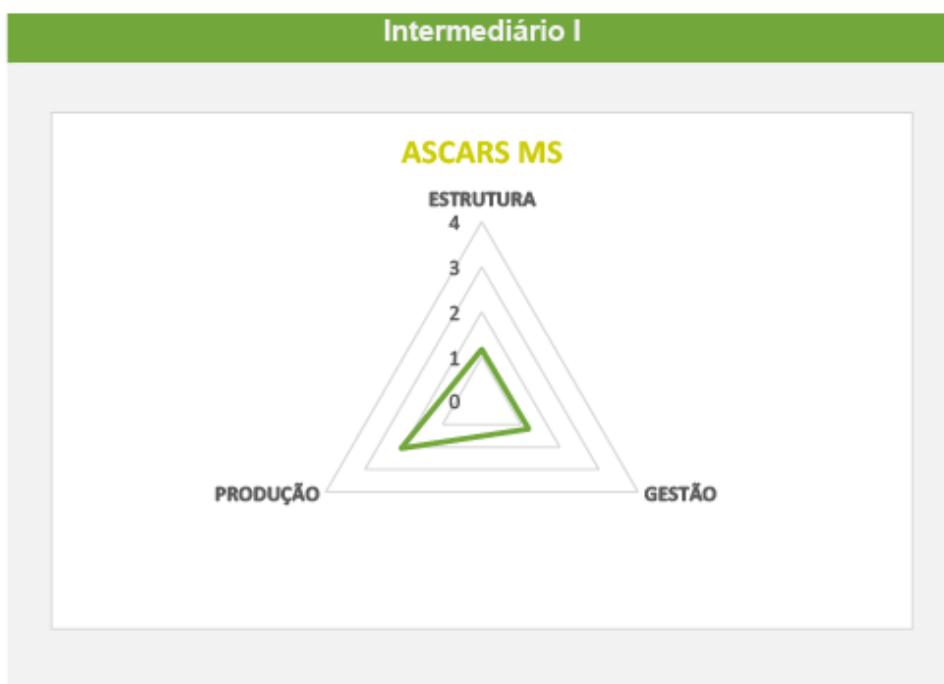 Intermediário I
ASCARS MS
ESTRUTURA
4
3
2
1
0
PRODUÇÃO
GESTÃO